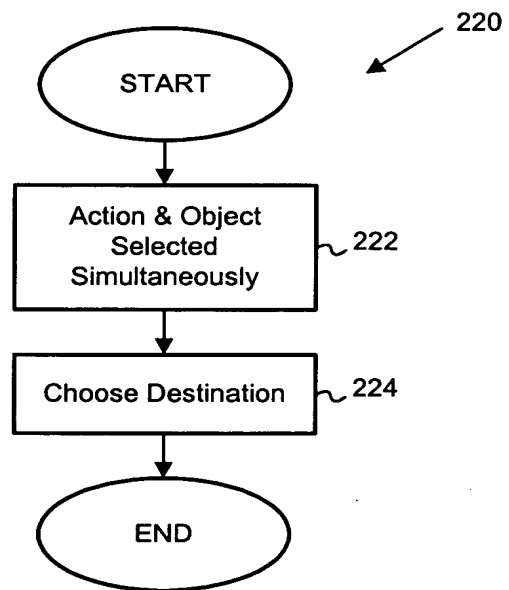 220
START
Action & Object
Selected
Simultaneously
222
Choose Destination
224
END